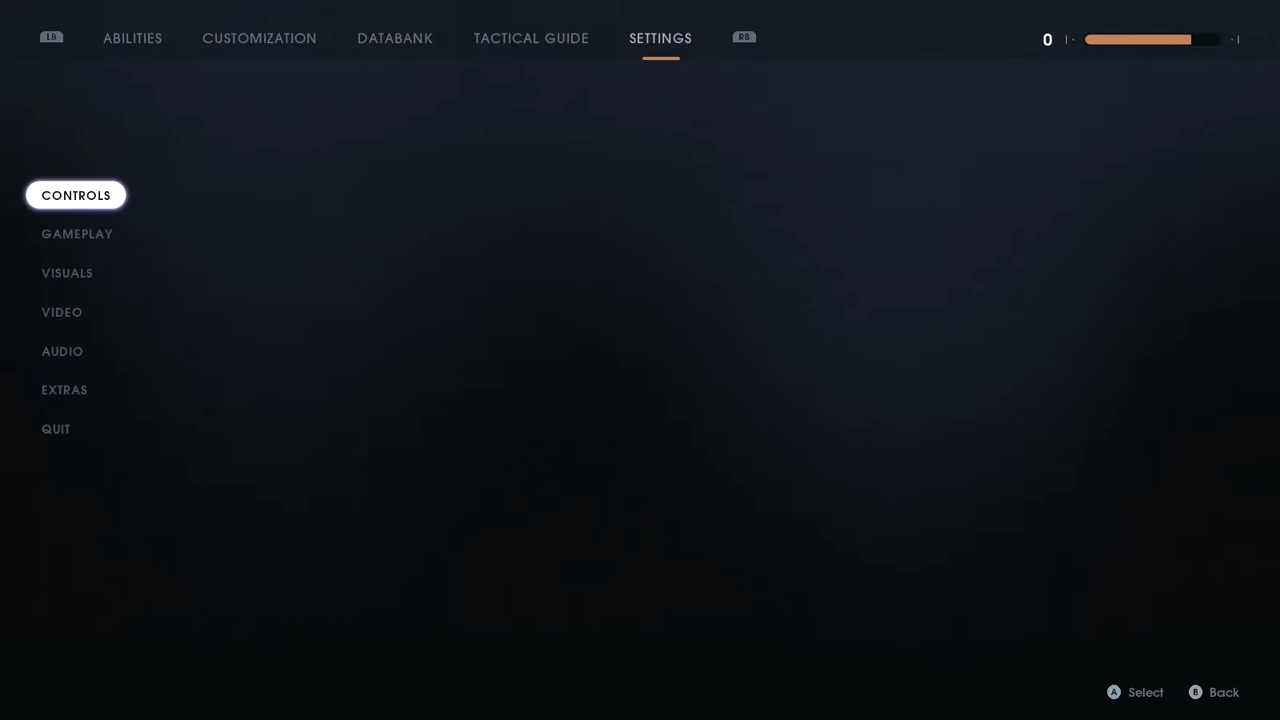 LB ABILITIES CUSTOMIZATION DATABANK TACTICAL GUIDE SETTINGS RB 0
CONTROLS
GAMEPLAY
VISUALS
VIDEO
AUDIO
EXTRAS
QUIT
A Select B Back